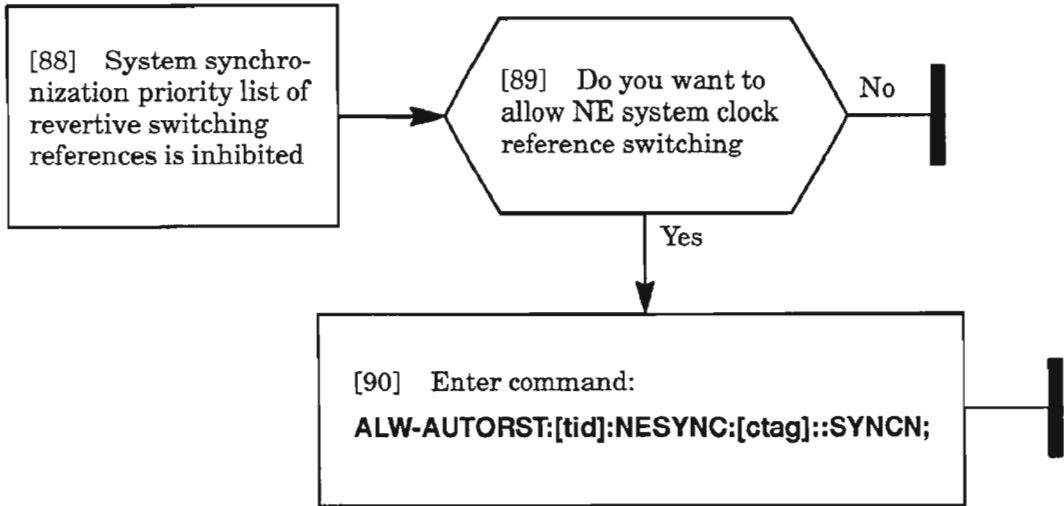 [88] System synchro-
nization priority list of
revertive switching
references is inhibited
[89] Do you want to
allow NE system clock
reference switching
No
Yes
[90] Enter command:
ALW-AUTORST:[tid]:NESYNC:[ctag]::SYNCN;